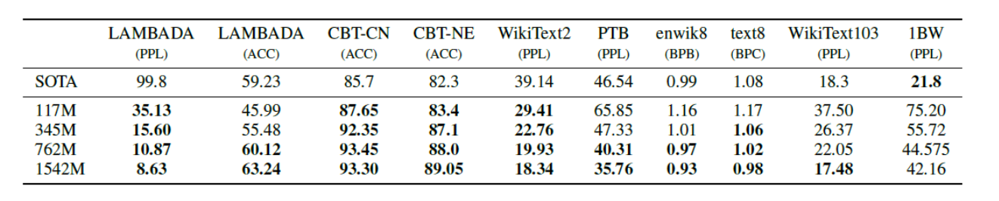 LAMBADA LAMBADA CBT-CN CBT-NE WikiText2 PTB enwik8 text8 WikiText103 1BW
(PPL) (ACC) (ACC) (ACC) (PPL) (PPL) (BPB) (BPC) (PPL) (PPL)
SOTA 99.8 59.23 85.7 82.3 39.14 46.54 0.99 1.08 18.3 21.8
117M 35.13 45.99 87.65 83.4 29.41 65.85 1.16 1.17 37.50 75.20
345M 15.60 55.48 92.35 87.1 22.76 47.33 1.01 1.06 26.37 55.72
762M 10.87 60.12 93.45 88.0 19.93 40.31 0.97 1.02 22.05 44.575
1542M 8.63 63.24 93.30 89.05 18.34 35.76 0.93 0.98 17.48 42.16